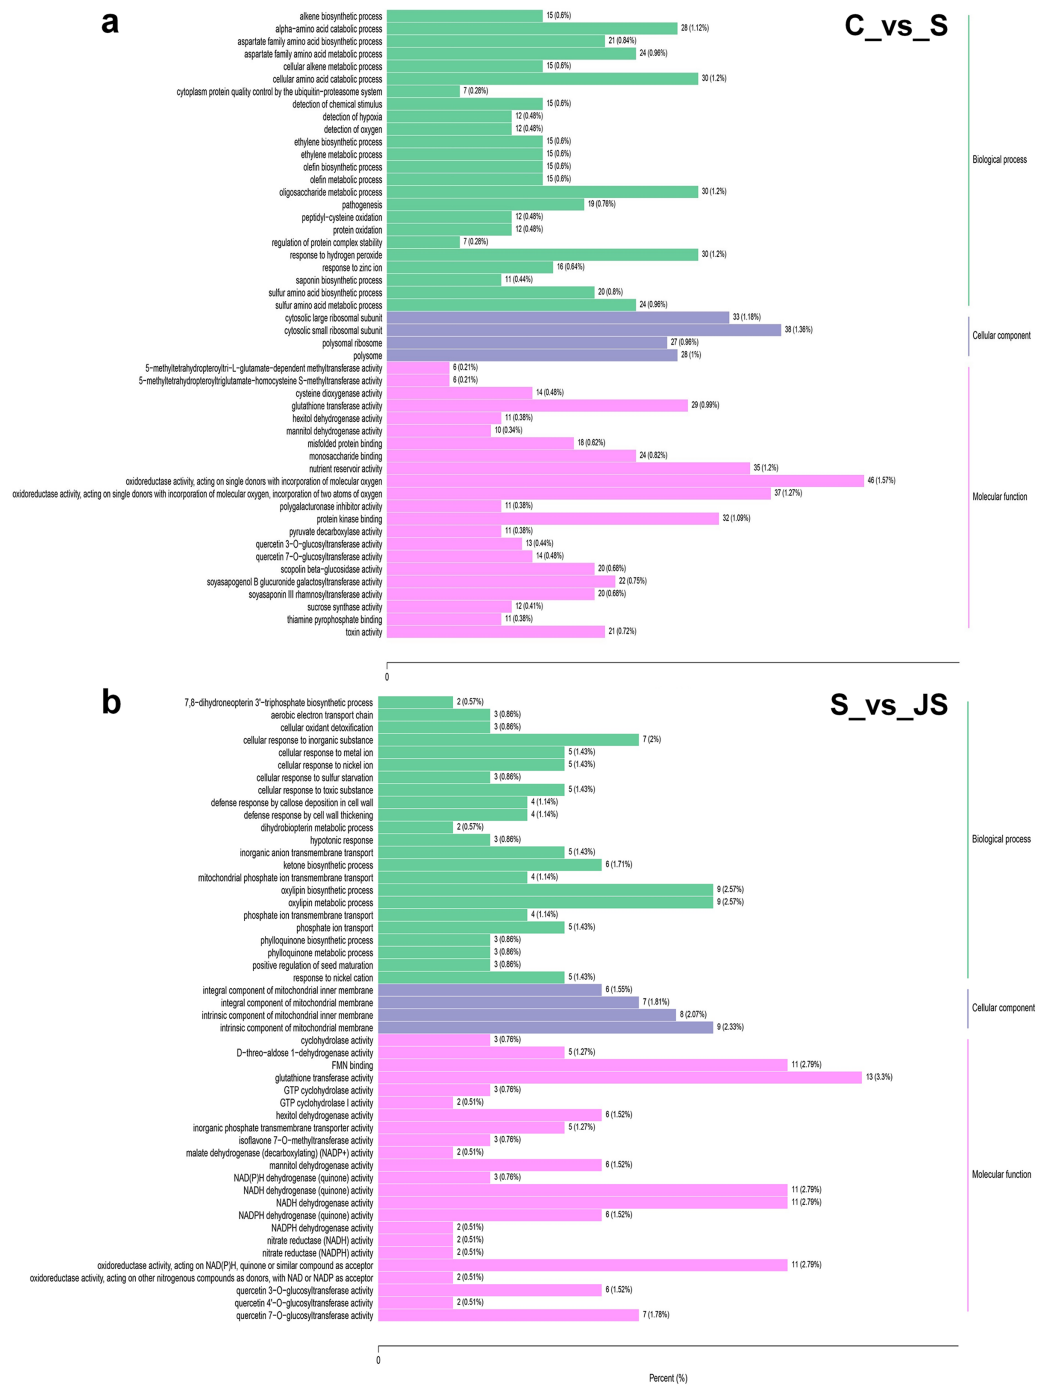 a
C_vs_S
alkene biosynthetic process 15 (0.6%)
alpha−amino acid catabolic process 28 (1.12%)
aspartate family amino acid biosynthetic process 21 (0.84%)
aspartate family amino acid metabolic process 24 (0.96%)
cellular alkene metabolic process 15 (0.6%)
cellular amino acid catabolic process 30 (1.2%)
cytoplasm protein quality control by the ubiquitin−proteasome system 7 (0.28%)
detection of chemical stimulus 15 (0.6%)
detection of hypoxia 12 (0.48%)
detection of oxygen 12 (0.48%)
ethylene biosynthetic process 15 (0.6%)
ethylene metabolic process 15 (0.6%)
olefin biosynthetic process 15 (0.6%)
olefin metabolic process 15 (0.6%)
oligosaccharide metabolic process 30 (1.2%)
pathogenesis 19 (0.76%)
peptidyl−cysteine oxidation 12 (0.48%)
protein oxidation 12 (0.48%)
regulation of protein complex stability 7 (0.28%)
response to hydrogen peroxide 30 (1.2%)
response to zinc ion 16 (0.64%)
saponin biosynthetic process 11 (0.44%)
sulfur amino acid biosynthetic process 20 (0.8%)
sulfur amino acid metabolic process 24 (0.96%)
Biological process
cytosolic large ribosomal subunit 33 (1.18%)
cytosolic small ribosomal subunit 38 (1.36%)
polysomal ribosome 27 (0.96%)
polysome 28 (1%)
Cellular component
5−methyltetrahydropteroyltri−L−glutamate−dependent methyltransferase activity 6 (0.21%)
5−methyltetrahydropteroyltriglutamate−homocysteine S−methyltransferase activity 6 (0.21%)
cysteine dioxygenase activity 14 (0.48%)
glutathione transferase activity 29 (0.99%)
hexitol dehydrogenase activity 11 (0.38%)
mannitol dehydrogenase activity 10 (0.34%)
misfolded protein binding 18 (0.62%)
monosaccharide binding 24 (0.82%)
nutrient reservoir activity 35 (1.2%)
oxidoreductase activity, acting on single donors with incorporation of molecular oxygen 46 (1.57%)
oxidoreductase activity, acting on single donors with incorporation of molecular oxygen, incorporation of two atoms of oxygen 37 (1.27%)
polygalacturonase inhibitor activity 11 (0.38%)
protein kinase binding 32 (1.09%)
pyruvate decarboxylase activity 11 (0.38%)
quercetin 3−O−glucosyltransferase activity 13 (0.44%)
quercetin 7−O−glucosyltransferase activity 14 (0.48%)
scopolin beta−glucosidase activity 20 (0.68%)
soyasapogenol B glucuronide galactosyltransferase activity 22 (0.75%)
soyasaponin III rhamnosyltransferase activity 20 (0.68%)
sucrose synthase activity 12 (0.41%)
thiamine pyrophosphate binding 11 (0.38%)
toxin activity 21 (0.72%)
Molecular function
0
b
S_vs_JS
7,8−dihydroneopterin 3'−triphosphate biosynthetic process 2 (0.57%)
aerobic electron transport chain 3 (0.86%)
cellular oxidant detoxification 3 (0.86%)
cellular response to inorganic substance 7 (2%)
cellular response to metal ion 5 (1.43%)
cellular response to nickel ion 5 (1.43%)
cellular response to sulfur starvation 3 (0.86%)
cellular response to toxic substance 5 (1.43%)
defense response by callose deposition in cell wall 4 (1.14%)
defense response by cell wall thickening 4 (1.14%)
dihydrobiopterin metabolic process 2 (0.57%)
hypotonic response 3 (0.86%)
inorganic anion transmembrane transport 5 (1.43%)
ketone biosynthetic process 6 (1.71%)
mitochondrial phosphate ion transmembrane transport 4 (1.14%)
oxylipin biosynthetic process 9 (2.57%)
oxylipin metabolic process 9 (2.57%)
phosphate ion transmembrane transport 4 (1.14%)
phosphate ion transport 5 (1.43%)
phylloquinone biosynthetic process 3 (0.86%)
phylloquinone metabolic process 3 (0.86%)
positive regulation of seed maturation 3 (0.86%)
response to nickel cation 5 (1.43%)
Biological process
integral component of mitochondrial inner membrane 6 (1.55%)
integral component of mitochondrial membrane 7 (1.81%)
intrinsic component of mitochondrial inner membrane 8 (2.07%)
intrinsic component of mitochondrial membrane 9 (2.33%)
Cellular component
cyclohydrolase activity 3 (0.76%)
D−threo−aldose 1−dehydrogenase activity 5 (1.27%)
FMN binding 11 (2.79%)
glutathione transferase activity 13 (3.3%)
GTP cyclohydrolase activity 3 (0.76%)
GTP cyclohydrolase I activity 2 (0.51%)
hexitol dehydrogenase activity 6 (1.52%)
inorganic phosphate transmembrane transporter activity 5 (1.27%)
isoflavone 7−O−methyltransferase activity 3 (0.76%)
malate dehydrogenase (decarboxylating) (NADP+) activity 2 (0.51%)
mannitol dehydrogenase activity 6 (1.52%)
NAD(P)H dehydrogenase (quinone) activity 3 (0.76%)
NADH dehydrogenase (quinone) activity 11 (2.79%)
NADH dehydrogenase activity 11 (2.79%)
NADPH dehydrogenase (quinone) activity 6 (1.52%)
NADPH dehydrogenase activity 2 (0.51%)
nitrate reductase (NADH) activity 2 (0.51%)
nitrate reductase (NADPH) activity 2 (0.51%)
oxidoreductase activity, acting on NAD(P)H, quinone or similar compound as acceptor 11 (2.79%)
oxidoreductase activity, acting on other nitrogenous compounds as donors, with NAD or NADP as acceptor 2 (0.51%)
quercetin 3−O−glucosyltransferase activity 6 (1.52%)
quercetin 4'−O−glucosyltransferase activity 2 (0.51%)
quercetin 7−O−glucosyltransferase activity 7 (1.78%)
Molecular function
0
Percent (%)